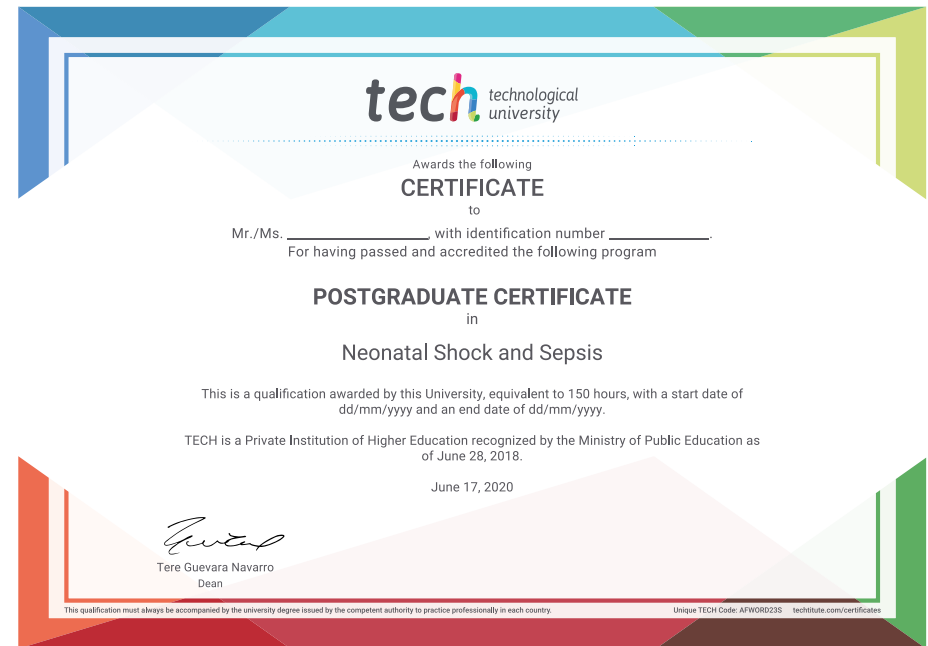 tech technological
university
Awards the following
CERTIFICATE
to
Mr./Ms. ____________________, with identification number ______________.
For having passed and accredited the following program
POSTGRADUATE CERTIFICATE
in
Neonatal Shock and Sepsis
This is a qualification awarded by this University, equivalent to 150 hours, with a start date of
dd/mm/yyyy and an end date of dd/mm/yyyy.
TECH is a Private Institution of Higher Education recognized by the Ministry of Public Education as
of June 28, 2018.
June 17, 2020
Tere Guevara Navarro
Dean
This qualification must always be accompanied by the university degree issued by the competent authority to practice professionally in each country. Unique TECH Code: AFWORD23S techtitute.com/certificates